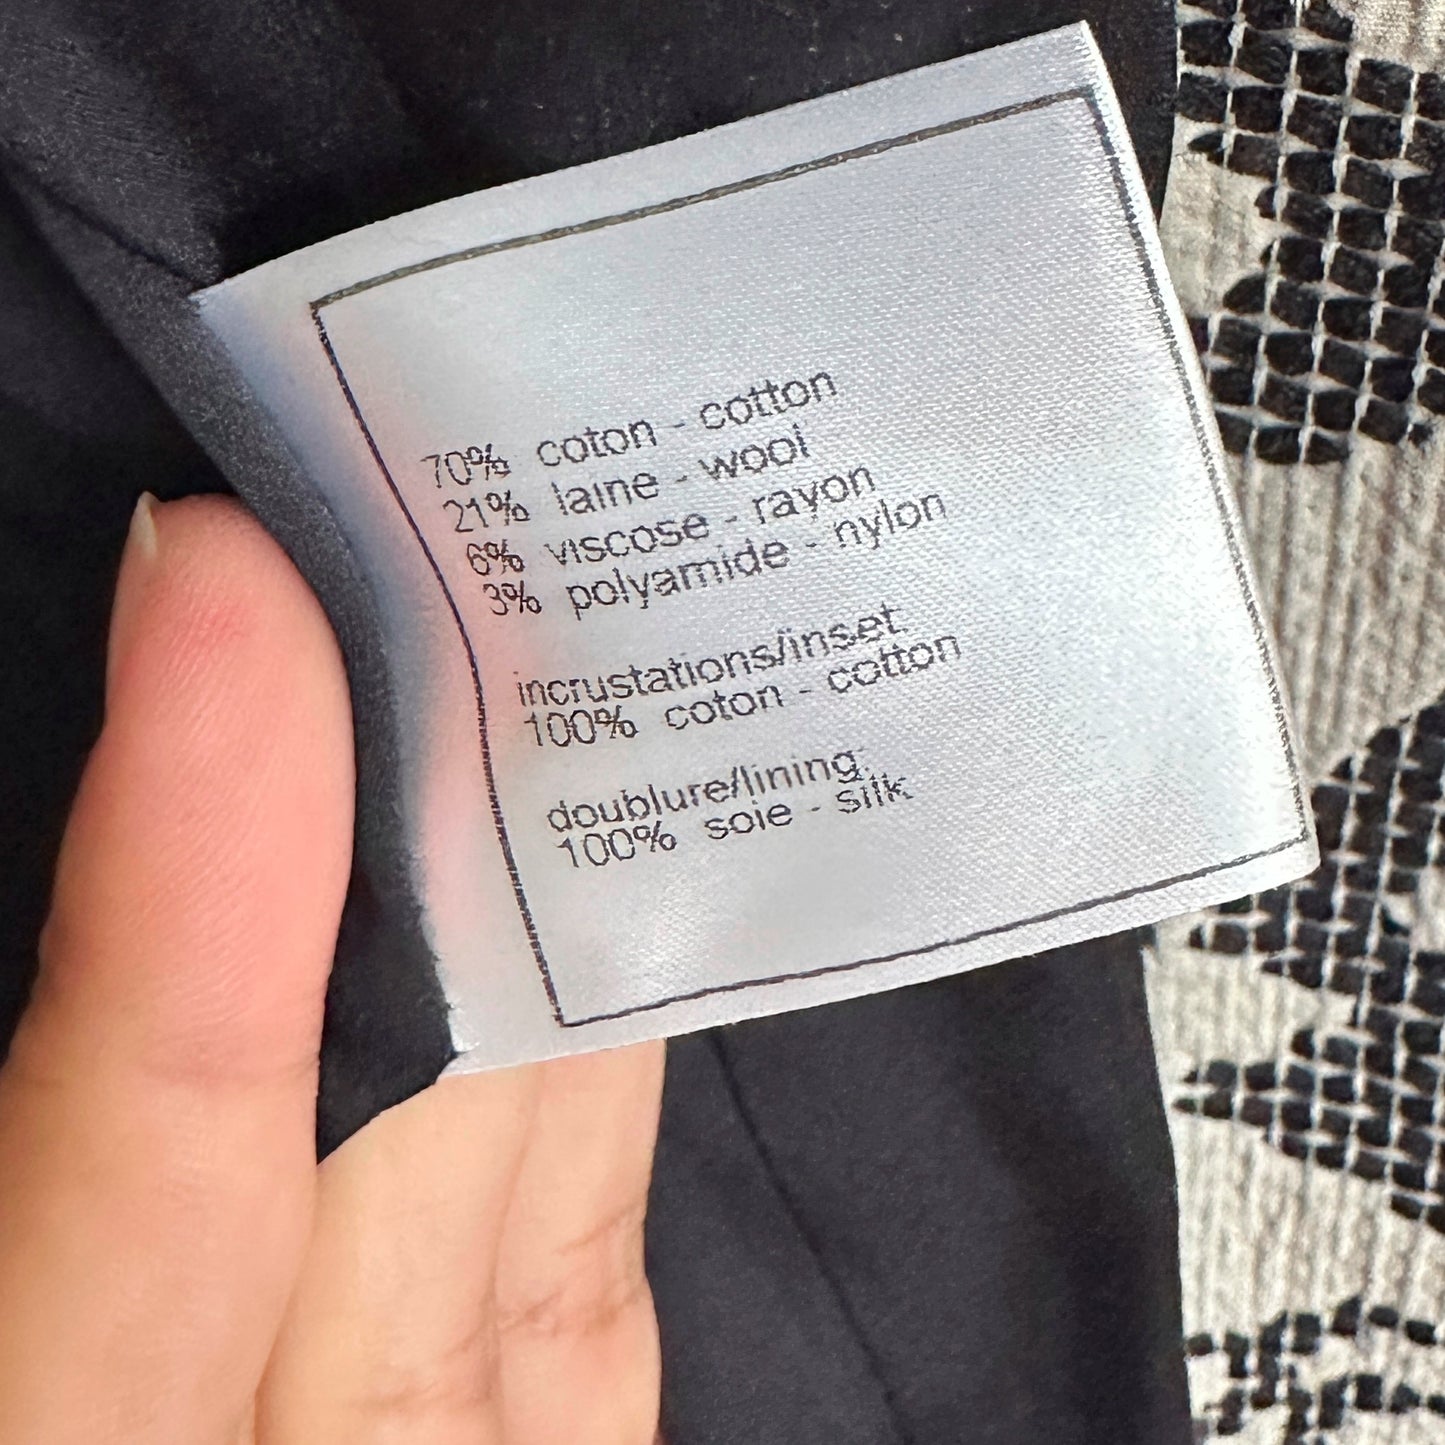 70% coton - cotton
21% laine - wool
6% viscose - rayon
3% polyamide - nylon
incrustations/inset:
100% coton - cotton
doublure/lining:
100% soie - silk